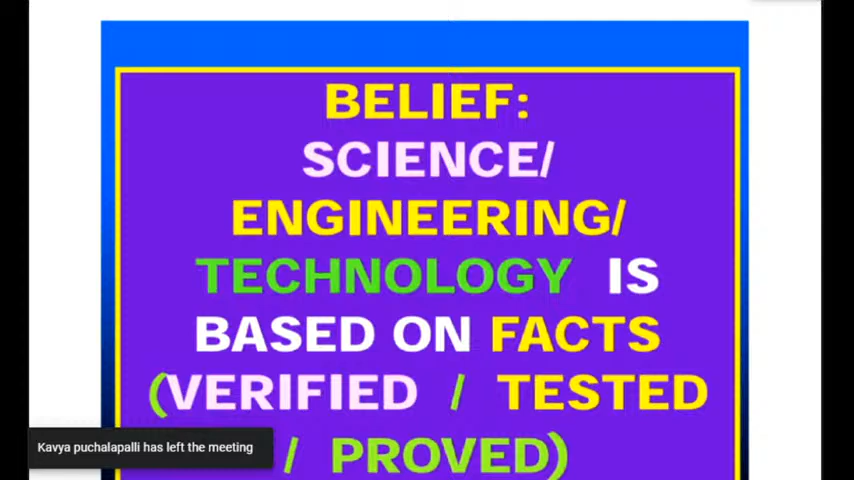 BELIEF:
SCIENCE/
ENGINEERING/
TECHNOLOGY IS
BASED ON FACTS
(VERIFIED / TESTED
/ PROVED)
Kavya puchalapalli has left the meeting